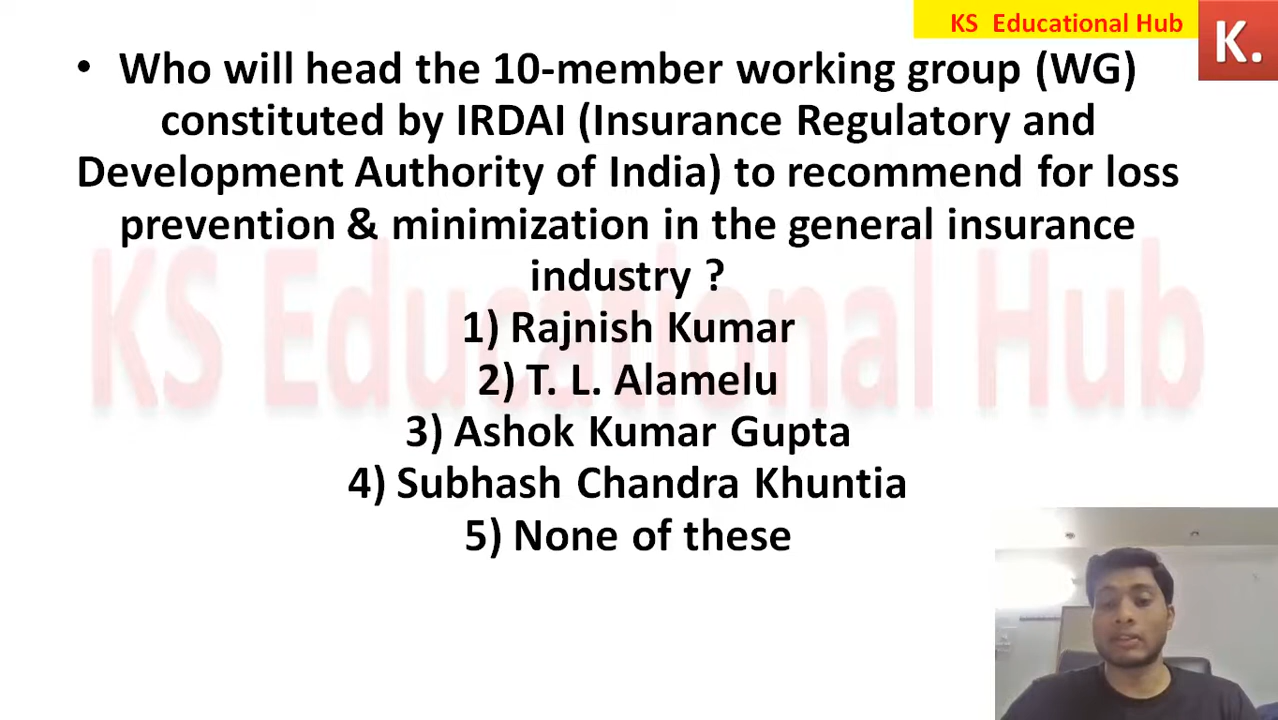 KS Educational Hub
K.
• Who will head the 10-member working group (WG)
constituted by IRDAI (Insurance Regulatory and
Development Authority of India) to recommend for loss
prevention & minimization in the general insurance
industry ?
KS Educational Hub
1) Rajnish Kumar
2) T. L. Alamelu
3) Ashok Kumar Gupta
4) Subhash Chandra Khuntia
5) None of these